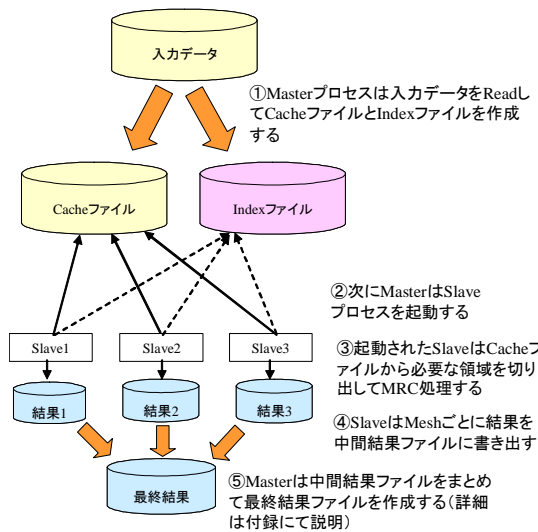 入力データ
①Masterプロセスは入力データをReadし
てCacheファイルとIndexファイルを作成
する
Cacheファイル
Indexファイル
②次にMasterはSlave
プロセスを起動する
Slave1
Slave2
Slave3
③起動されたSlaveはCacheフ
ァイルから必要な領域を切り
出してMRC処理する
結果1
結果2
結果3
④SlaveはMeshごとに結果を
中間結果ファイルに書き出す
最終結果
⑤Masterは中間結果ファイルをまとめ
て最終結果ファイルを作成する(詳細
は付録にて説明)